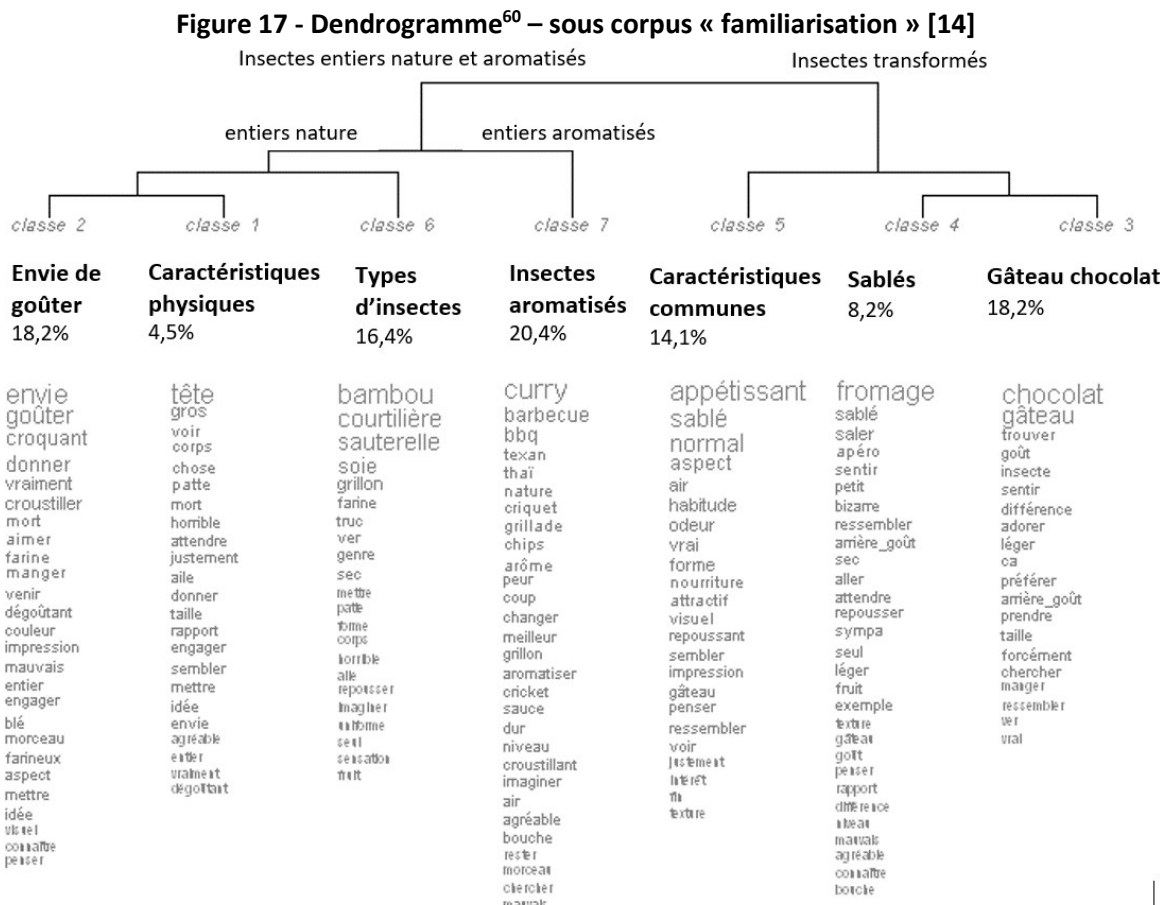 Figure 17 - Dendrogramme60 – sous corpus « familiarisation » [14]
Insectes entiers nature et aromatisés
Insectes transformés
entiers nature
entiers aromatisés
classe 2
classe 1
classe 6
classe 7
classe 5
classe 4
classe 3
Envie de
goûter
18,2%
Caractéristiques
physiques
4,5%
Types
d’insectes
16,4%
Insectes
aromatisés
20,4%
Caractéristiques
communes
14,1%
Sablés
8,2%
Gâteau chocolat
18,2%
envie
goûter
croquant
donner
vraiment
croustiller
mort
aimer
farine
manger
venir
dégoûtant
couleur
impression
mauvais
entier
engager
blé
morceau
farineux
aspect
mettre
idée
visuel
connaître
penser
tête
gros
voir
corps
chose
patte
mort
horrible
attendre
justement
aile
donner
taille
rapport
engager
sembler
mettre
idée
envie
agréable
entier
vraiment
dégoûtant
bambou
courtilière
sauterelle
soie
grillon
farine
truc
ver
genre
sec
mettre
patte
forme
corps
horrible
aile
repousser
imaginer
uniforme
seul
sensation
fruit
curry
barbecue
bbq
texan
thaï
nature
criquet
grillade
chips
arôme
peur
coup
changer
meilleur
grillon
aromatiser
cricket
sauce
dur
niveau
croustillant
imaginer
air
agréable
bouche
rester
morceau
chercher
mauvais
appétissant
sablé
normal
aspect
air
habitude
odeur
vrai
forme
nourriture
attractif
visuel
repoussant
sembler
impression
gâteau
penser
ressembler
voir
justement
intérêt
fin
texture
fromage
sablé
saler
apéro
sentir
petit
bizarre
ressembler
arrière_goût
sec
aller
attendre
repousser
sympa
seul
léger
fruit
exemple
texture
gâteau
goût
penser
rapport
différence
niveau
mauvais
agréable
connaître
bouche
chocolat
gâteau
trouver
goût
insecte
sentir
différence
adorer
léger
ca
préférer
arrière_goût
prendre
taille
forcément
chercher
manger
ressembler
ver
vrai